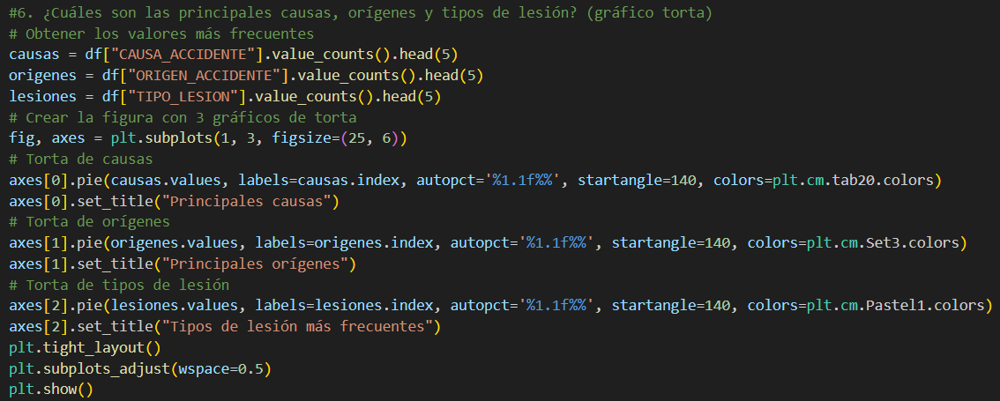 #6. ¿Cuáles son las principales causas, orígenes y tipos de lesión? (gráfico torta)
# Obtener los valores más frecuentes
causas = df["CAUSA_ACCIDENTE"].value_counts().head(5)
origenes = df["ORIGEN_ACCIDENTE"].value_counts().head(5)
lesiones = df["TIPO_LESION"].value_counts().head(5)
# Crear la figura con 3 gráficos de torta
fig, axes = plt.subplots(1, 3, figsize=(25, 6))
# Torta de causas
axes[0].pie(causas.values, labels=causas.index, autopct='%1.1f%%', startangle=140, colors=plt.cm.tab20.colors)
axes[0].set_title("Principales causas")
# Torta de orígenes
axes[1].pie(origenes.values, labels=origenes.index, autopct='%1.1f%%', startangle=140, colors=plt.cm.Set3.colors)
axes[1].set_title("Principales orígenes")
# Torta de tipos de lesión
axes[2].pie(lesiones.values, labels=lesiones.index, autopct='%1.1f%%', startangle=140, colors=plt.cm.Pastel1.colors)
axes[2].set_title("Tipos de lesión más frecuentes")
plt.tight_layout()
plt.subplots_adjust(wspace=0.5)
plt.show()